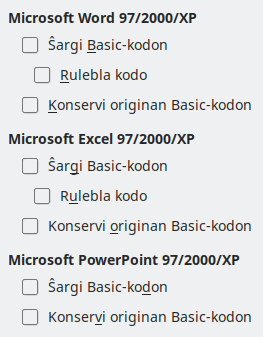 Microsoft Word 97/2000/XP
Ŝargi Basic-kodon
Rulebla kodo
Konservi originan Basic-kodon
Microsoft Excel 97/2000/XP
Ŝargi Basic-kodon
Rulebla kodo
Konservi originan Basic-kodon
Microsoft PowerPoint 97/2000/XP
Ŝargi Basic-kodon
Konservi originan Basic-kodon